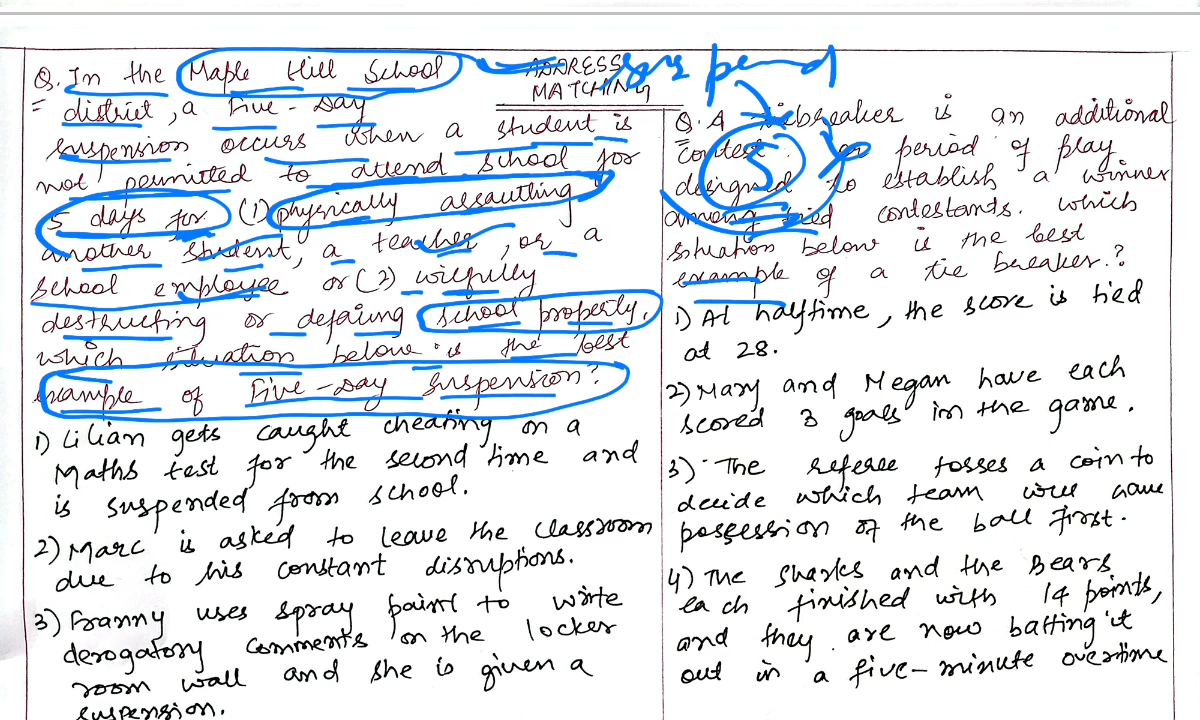 Q. In the Maple Hill School
district, a Five-Day
suspension occurs when a student is
not permitted to attend school for
5 days for (1) physically assaulting
another student, a teacher, or a
school employee or (2) wilfully
destructing or defacing school property.
which situation below is the best
example of Five-Day Suspension?
1) Lilian gets caught cheating on a
Maths test for the second time and
is suspended from school.
2) Marc is asked to leave the classroom
due to his constant disruptions.
3) Franny uses spray paint to write
derogatory comments on the locker
room wall and she is given a
suspension.
ADDRESS
MATCHING
suspend
5
Q. A tiebreaker is an additional
contest or period of play
designed to establish a winner
among tied contestants. which
situation below is the best
example of a tie breaker.?
1) At halftime, the score is tied
at 28.
2) Mary and Megan have each
scored 3 goals in the game.
3) The referee tosses a coin to
decide which team will have
possession of the ball first.
4) The Sharks and the Bears
each finished with 14 points,
and they are now batting it
out in a five-minute overtime